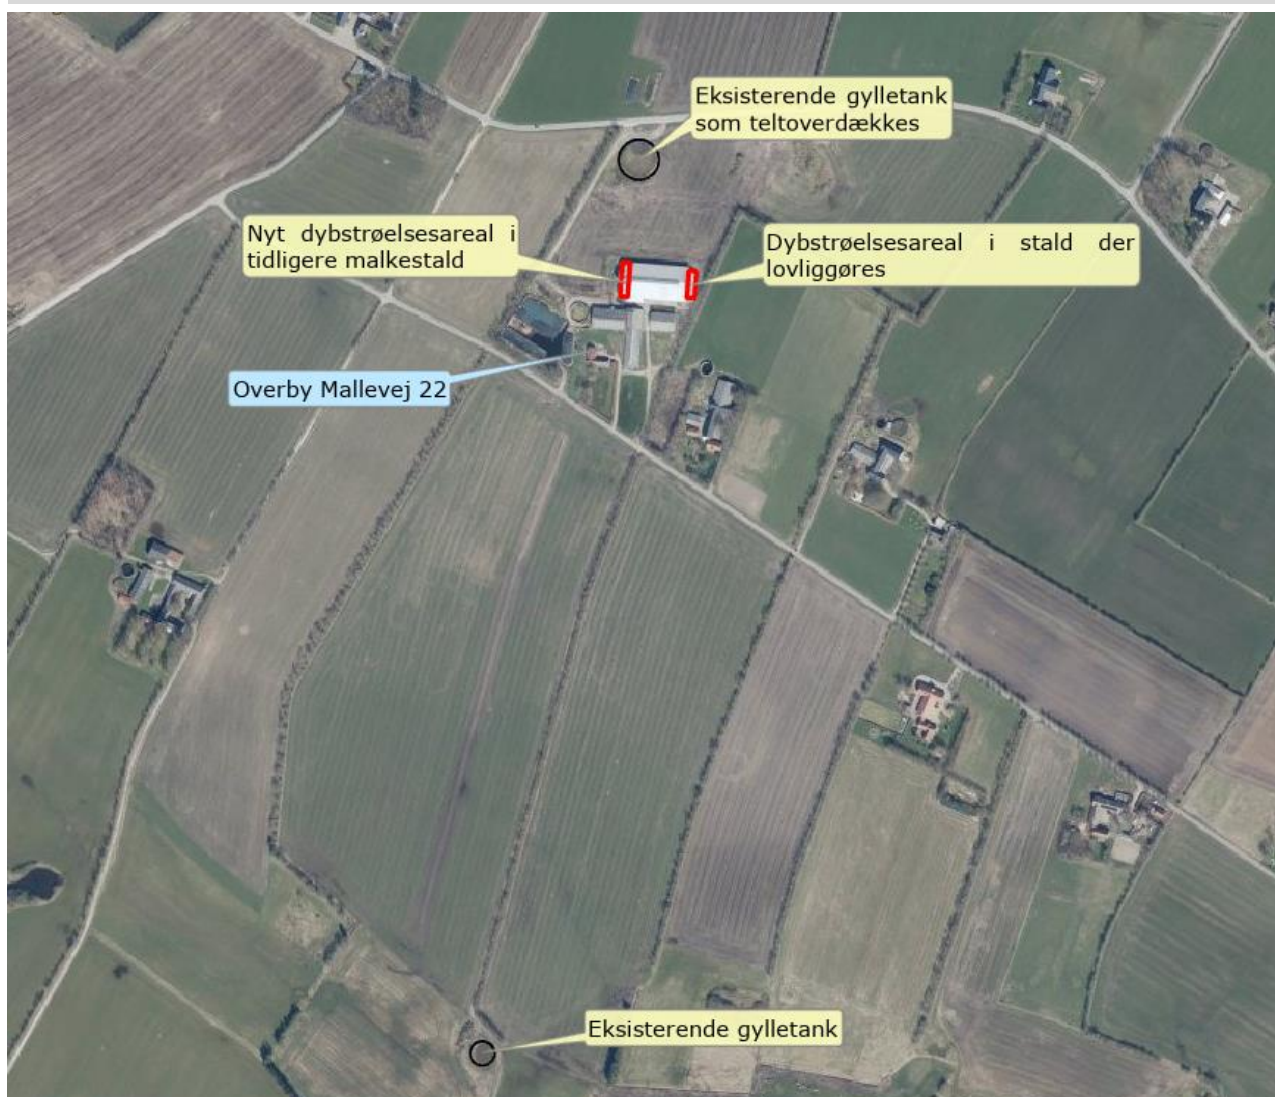 Eksisterende gylletank
som teltoverdækkes
Nyt dybstrøelsesareal i
tidligere malkestald
Dybstrøelsesareal i stald der
lovliggøres
Overby Mallevej 22
Eksisterende gylletank